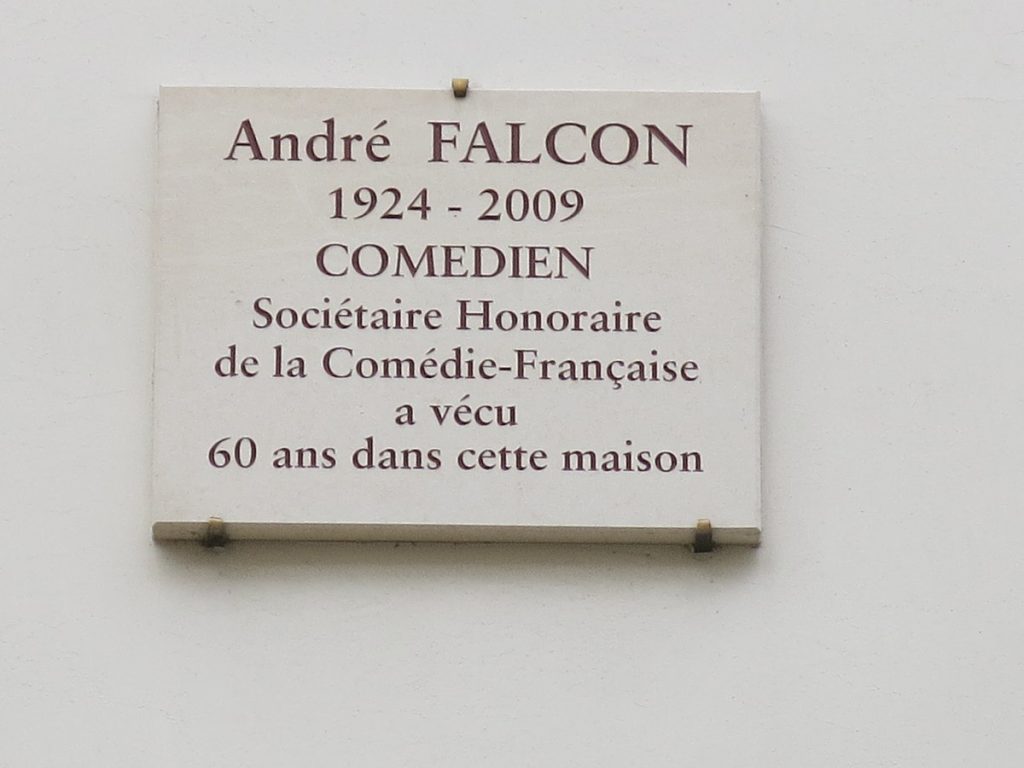 André FALCON
1924 - 2009
COMEDIEN
Sociétaire Honoraire
de la Comédie-Française
a vécu
60 ans dans cette maison